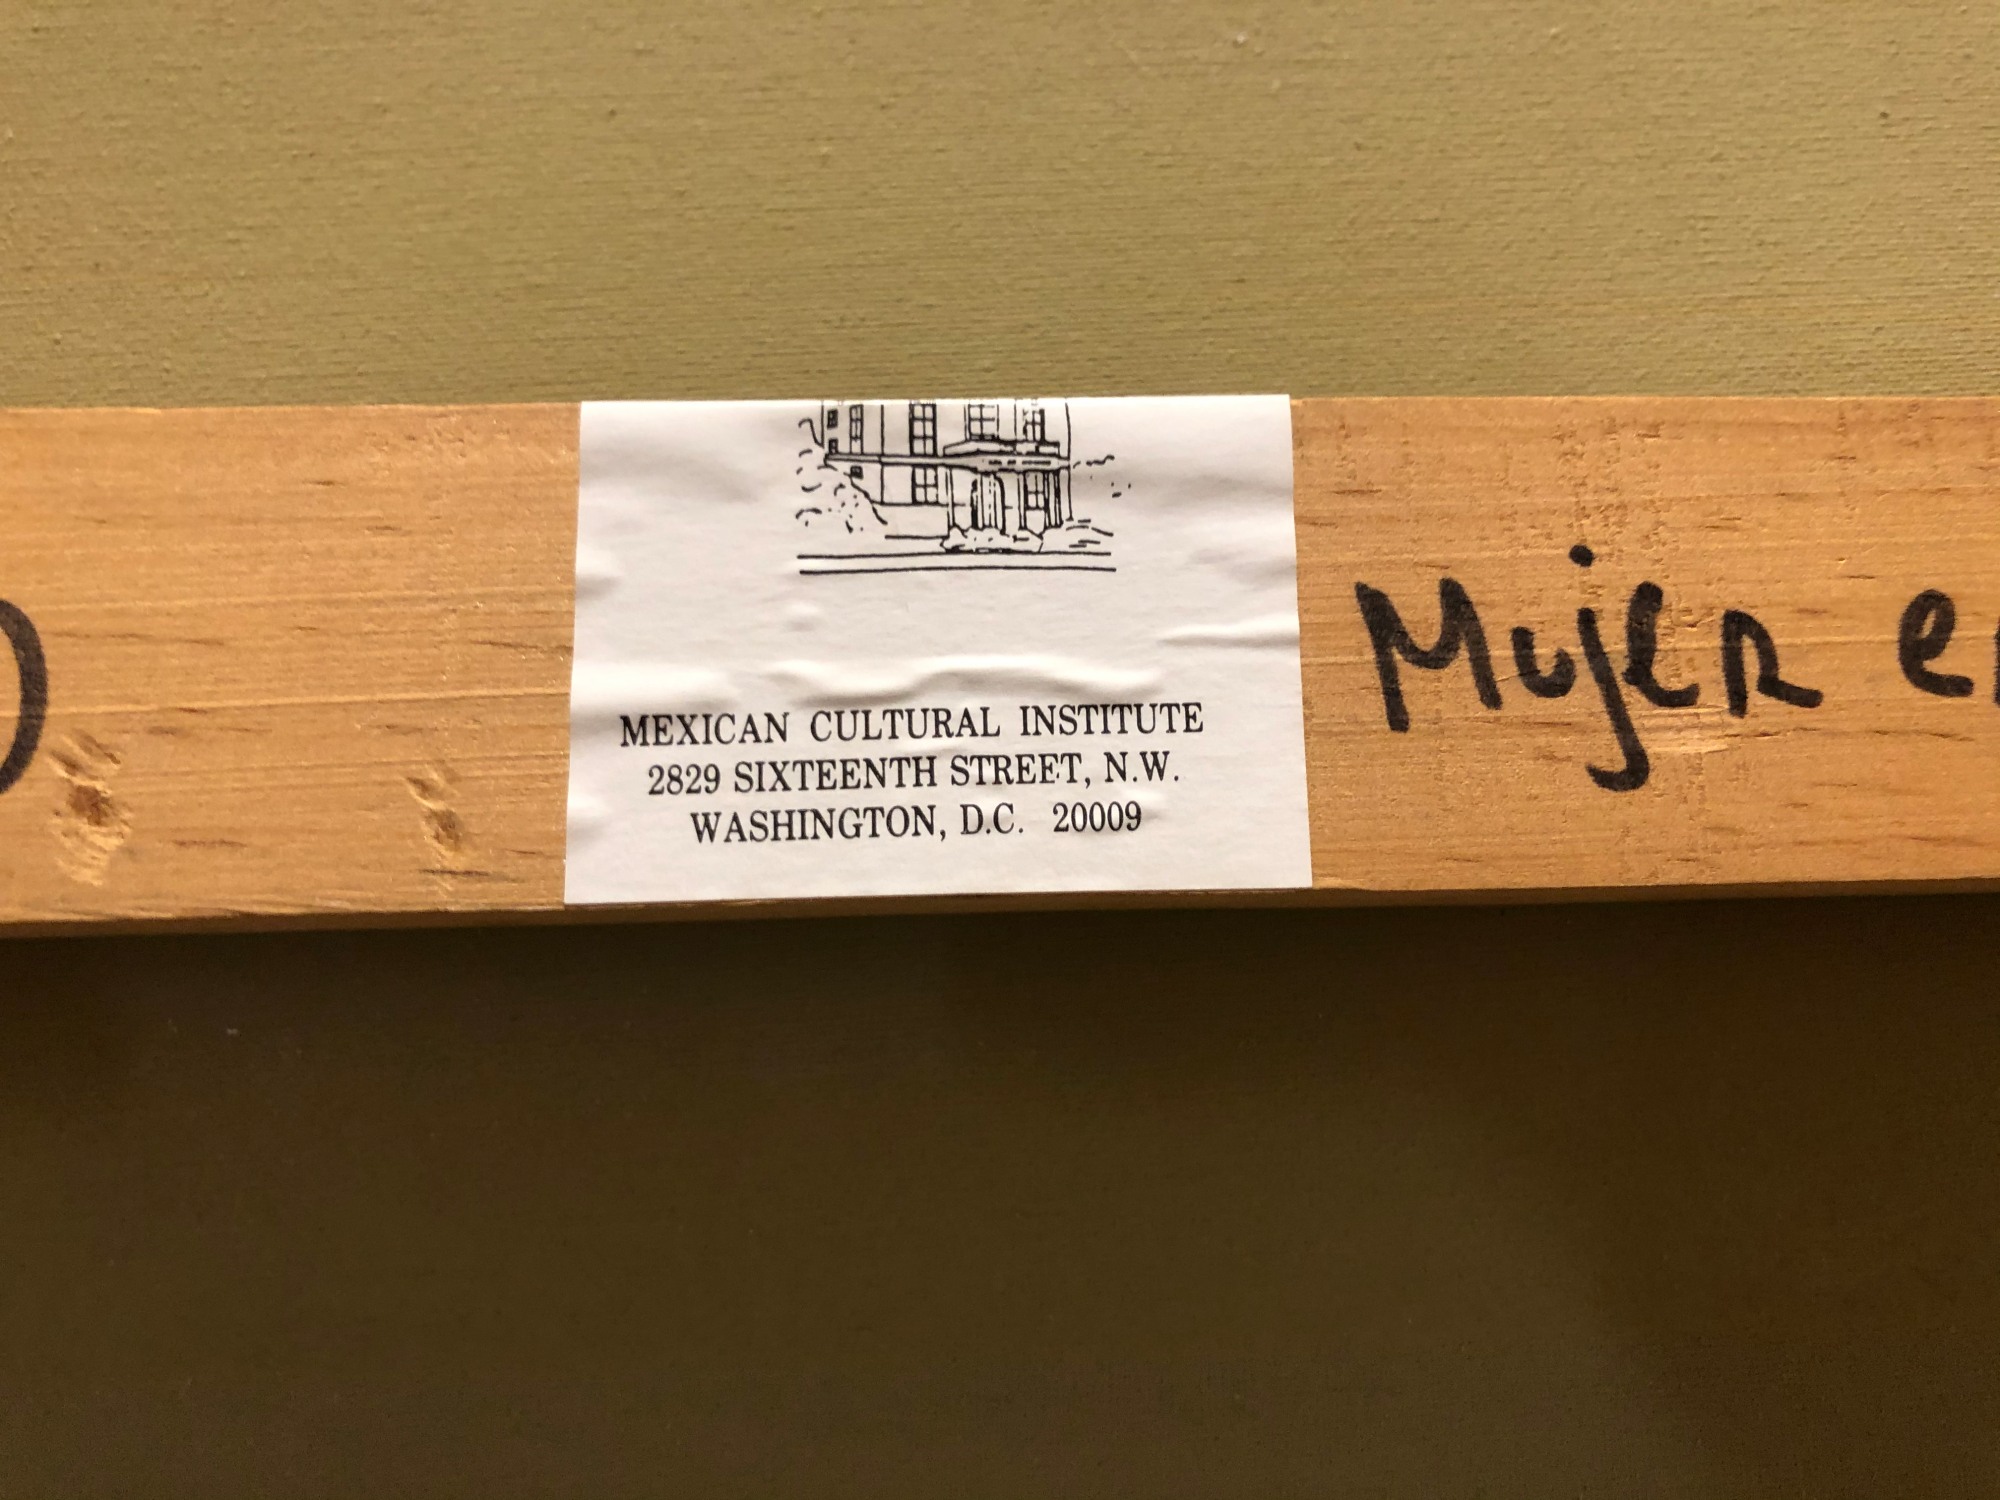 MEXICAN CULTURAL INSTITUTE
2829 SIXTEENTH STREET, N.W.
WASHINGTON, D.C. 20009
Mujer